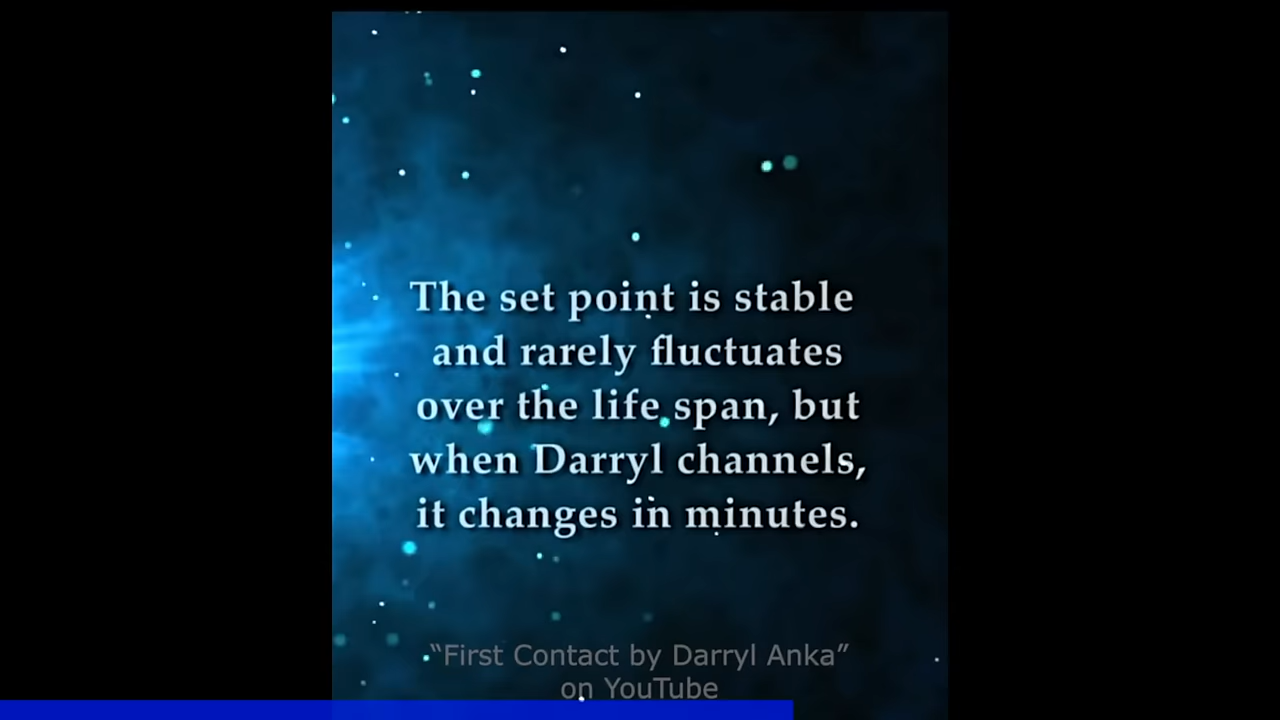 The set point is stable
and rarely fluctuates
over the life span, but
when Darryl channels,
it changes in minutes.
“First Contact by Darryl Anka”
on YouTube